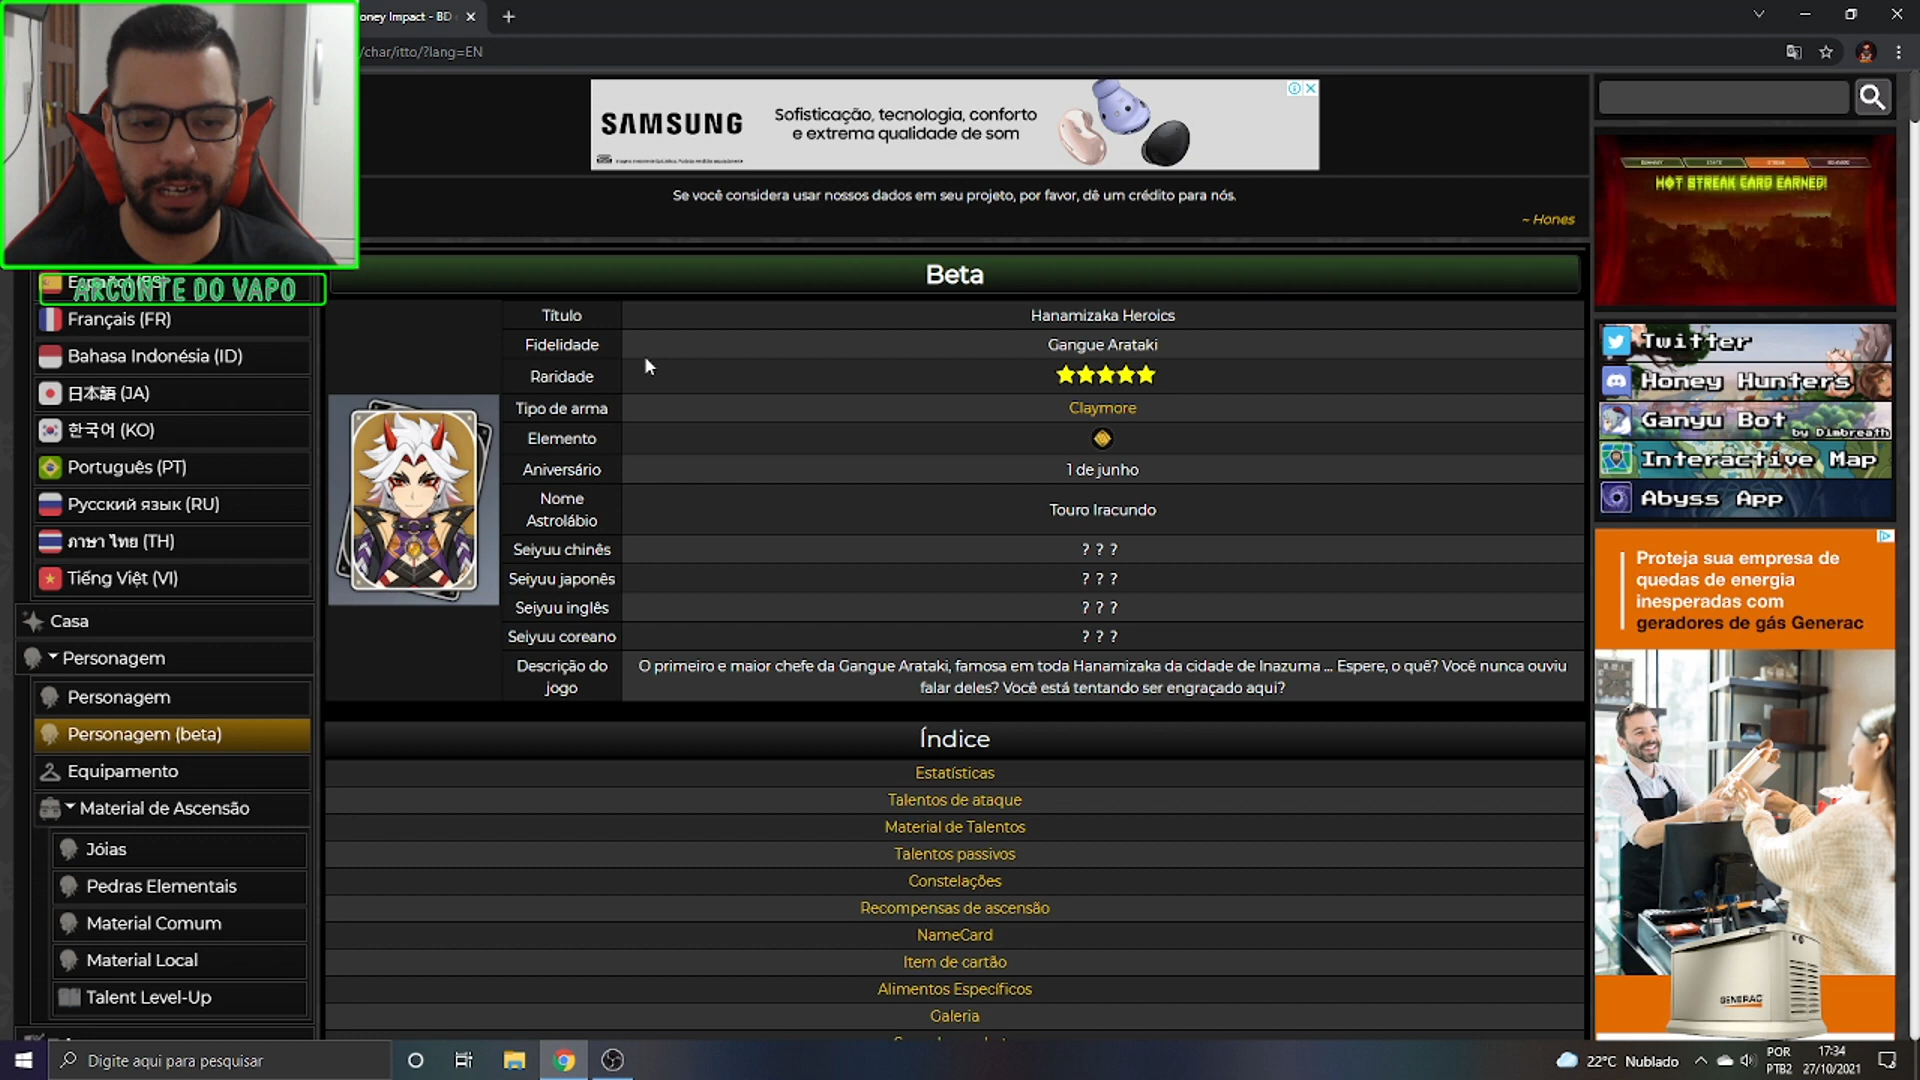 oney Impact - BD
/char/itto/?lang=EN
SAMSUNG
Sofisticação, tecnologia, conforto
e extrema qualidade de som
Se você considera usar nossos dados em seu projeto, por favor, dê um crédito para nós.
~ Hones
HOT STREAK CARD EARNED!
ARCONTE DO VAPO
Français (FR)
Bahasa Indonésia (ID)
日本語 (JA)
한국어 (KO)
Português (PT)
Русский язык (RU)
ภาษา ไทย (TH)
Tiếng Việt (VI)
Casa
Personagem
Personagem
Personagem (beta)
Equipamento
Material de Ascensão
Jóias
Pedras Elementais
Material Comum
Material Local
Talent Level-Up
Beta
Título Hanamizaka Heroics
Fidelidade Gangue Arataki
Raridade
Tipo de arma Claymore
Elemento
Aniversário 1 de junho
Nome
Astrolábio Touro Iracundo
Seiyuu chinês ? ? ?
Seiyuu japonês ? ? ?
Seiyuu inglês ? ? ?
Seiyuu coreano ? ? ?
Descrição do
jogo
O primeiro e maior chefe da Gangue Arataki, famosa em toda Hanamizaka da cidade de Inazuma ... Espere, o quê? Você nunca ouviu
falar deles? Você está tentando ser engraçado aqui?
Índice
Estatísticas
Talentos de ataque
Material de Talentos
Talentos passivos
Constelações
Recompensas de ascensão
NameCard
Item de cartão
Alimentos Específicos
Galeria
Twitter
Honey Hunters
Ganyu Bot
by Dimbreath
Interactive Map
Abyss App
Proteja sua empresa de
quedas de energia
inesperadas com
geradores de gás Generac
GENERAC
Digite aqui para pesquisar
22°C Nublado
POR
PTB2
17:34
27/10/2021